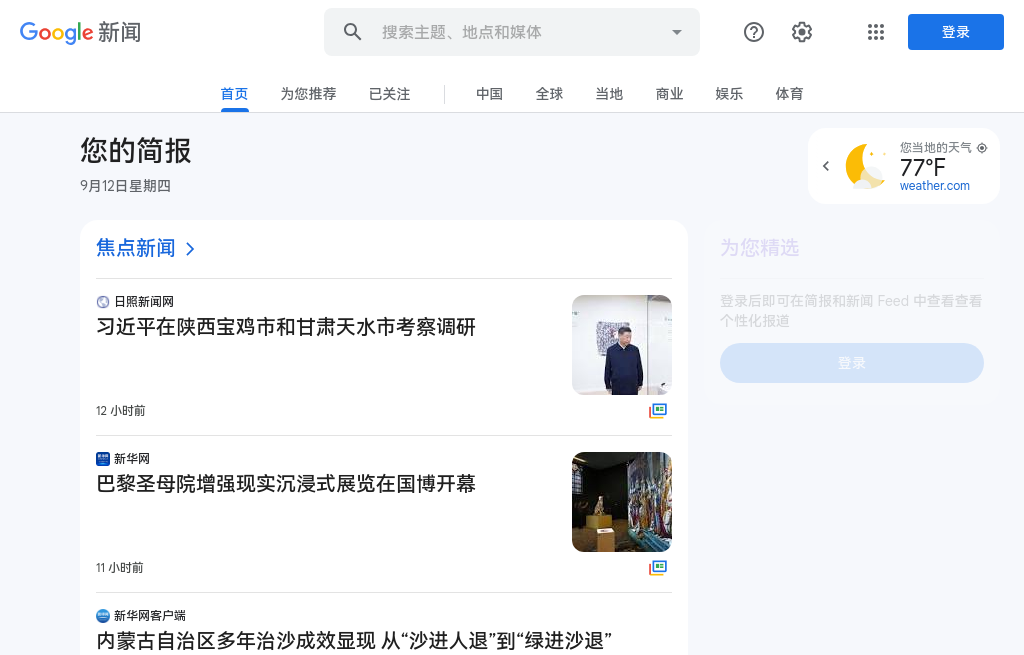 Google 新闻
搜索主题、地点和媒体
登录
首页 为您推荐 已关注 中国 全球 当地 商业 娱乐 体育
您的简报
9月12日星期四
您当地的天气
77°F
weather.com
焦点新闻
日照新闻网
习近平在陕西宝鸡市和甘肃天水市考察调研
12 小时前
新华网
巴黎圣母院增强现实沉浸式展览在国博开幕
11 小时前
新华网客户端
内蒙古自治区多年治沙成效显现 从“沙进人退”到“绿进沙退”
为您精选
登录后即可在简报和新闻 Feed 中查看查看
个性化报道
登录